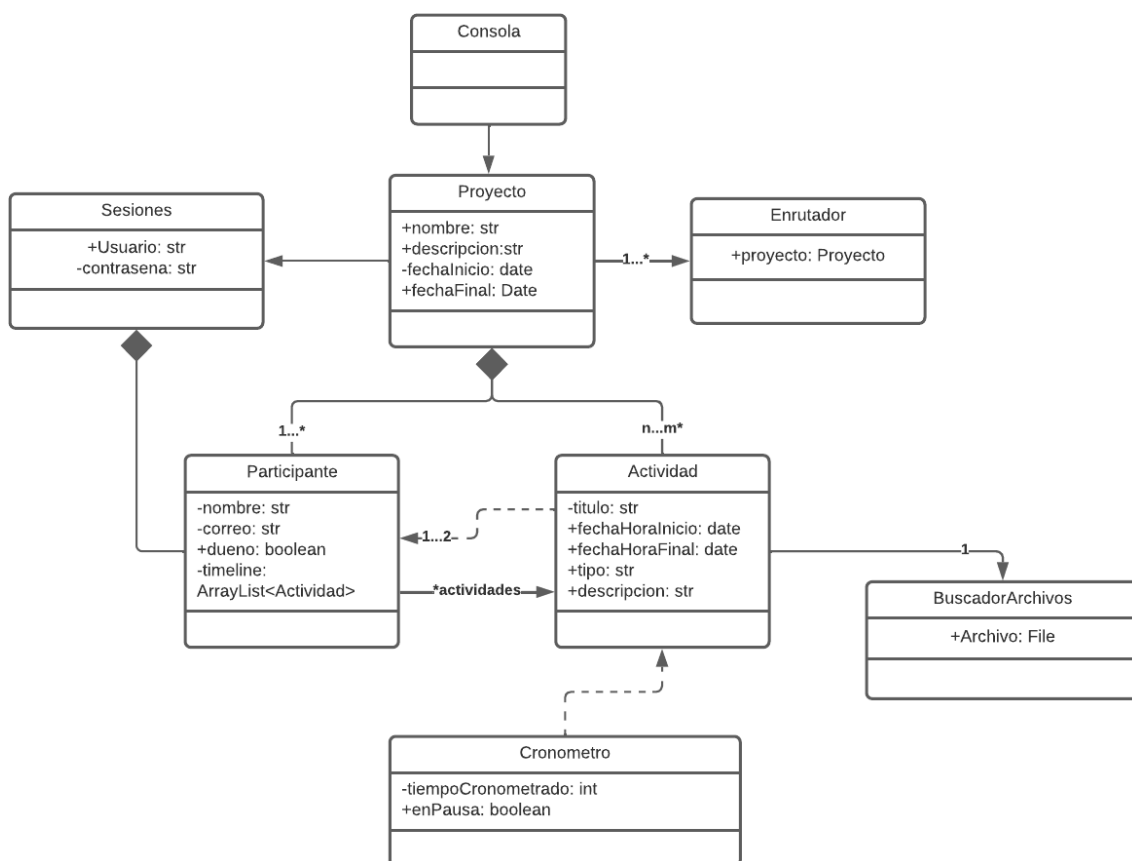 Consola
Proyecto
+nombre: str
+descripcion:str
-fechaInicio: date
+fechaFinal: Date
Sesiones
+Usuario: str
-contrasena: str
Enrutador
+proyecto: Proyecto
1...*
1...*
n...m*
Participante
-nombre: str
-correo: str
+dueno: boolean
-timeline:
ArrayList<Actividad>
1...2
*actividades
Actividad
-titulo: str
+fechaHoraInicio: date
+fechaHoraFinal: date
+tipo: str
+descripcion: str
1
BuscadorArchivos
+Archivo: File
Cronometro
-tiempoCronometrado: int
+enPausa: boolean